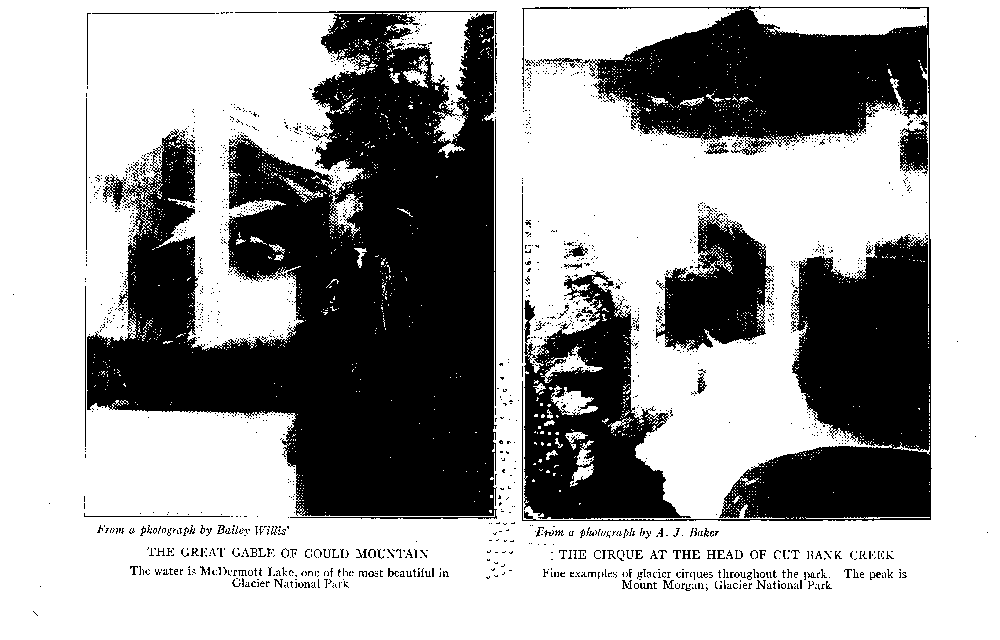 From a photograph by Bailey Willis
THE GREAT GABLE OF GOULD MOUNTAIN
The water is McDermott Lake, one of the most beautiful in
Glacier National Park
From a photograph by A. J. Baker
THE CIRQUE AT THE HEAD OF CUT BANK CREEK
Fine examples of glacier cirques throughout the park. The peak is
Mount Morgan; Glacier National Park